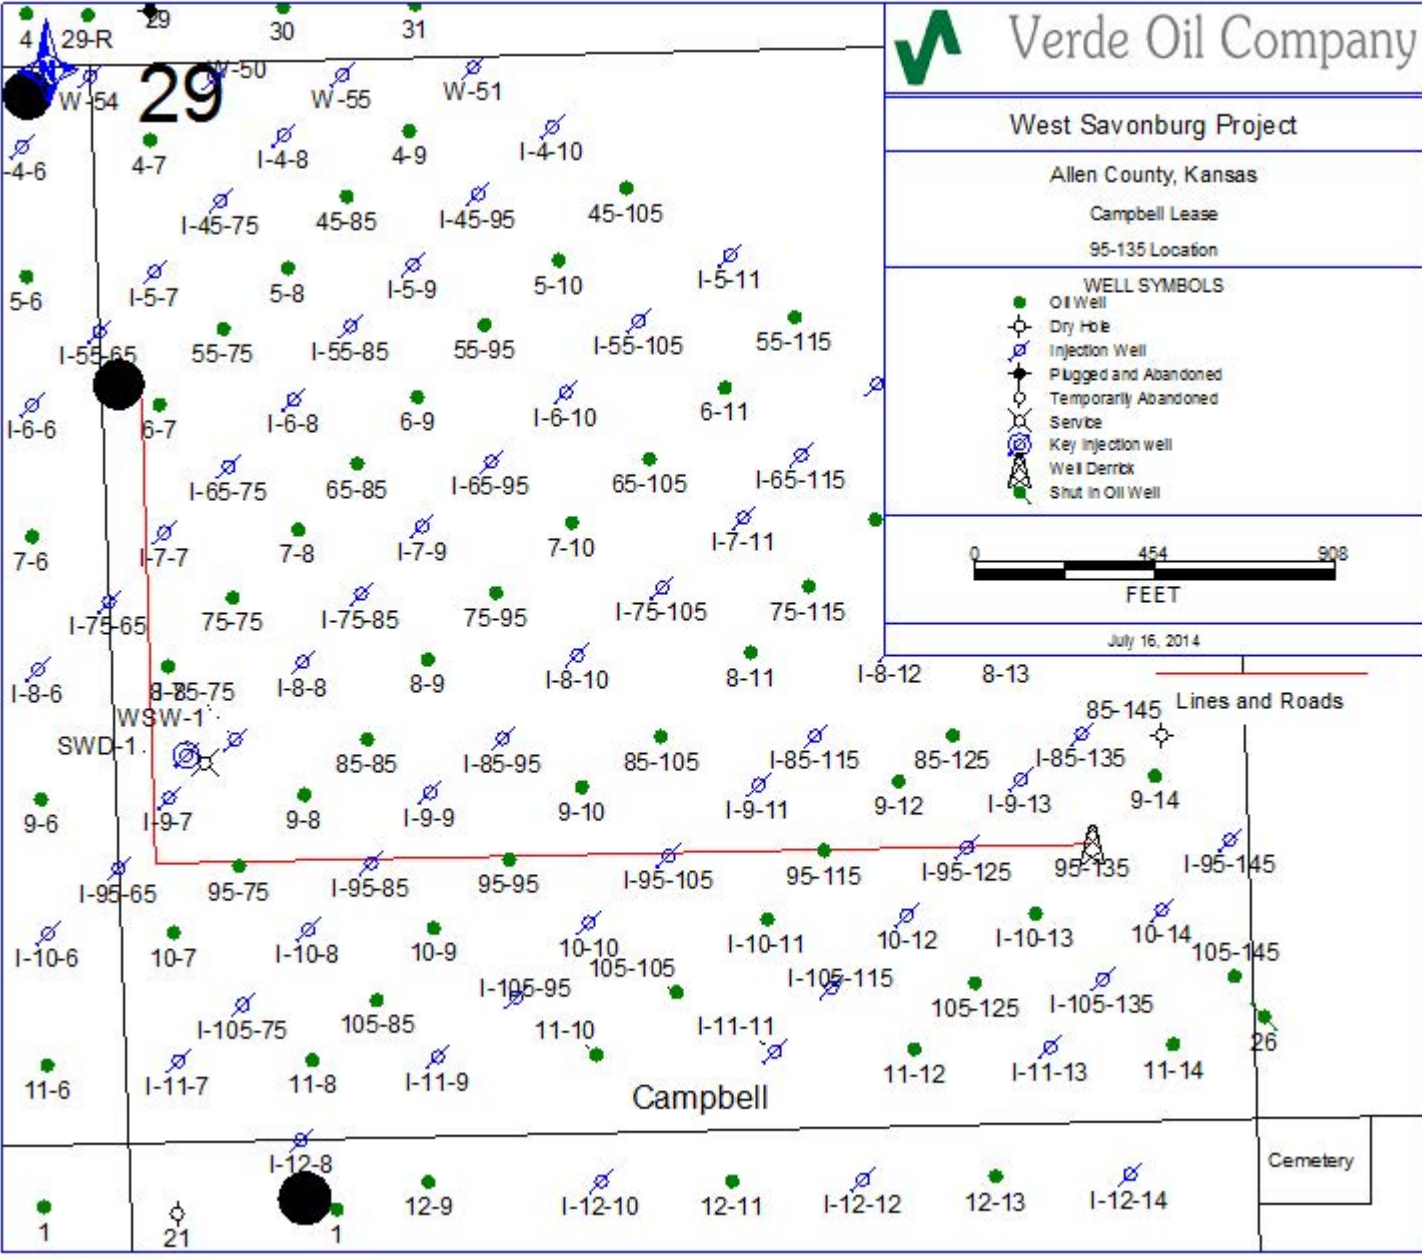 4
29-R
29
30
31
Verde Oil Company
W-54
29
W-50
W-55
W-51
West Savonburg Project
-4-6
4-7
I-4-8
4-9
I-4-10
Allen County, Kansas
I-45-75
45-85
I-45-95
45-105
Campbell Lease
95-135 Location
5-6
I-5-7
5-8
I-5-9
5-10
I-5-11
WELL SYMBOLS
Oil Well
Dry Hole
Injection Well
Plugged and Abandoned
Temporarily Abandoned
Service
Key Injection well
Well Derrick
Shut In Oil Well
I-55-65
55-75
I-55-85
55-95
I-55-105
55-115
I-6-6
6-7
I-6-8
6-9
I-6-10
6-11
I-65-75
65-85
I-65-95
65-105
I-65-115
7-6
I-7-7
7-8
I-7-9
7-10
I-7-11
0
454
908
FEET
I-75-65
75-75
I-75-85
75-95
I-75-105
75-115
July 16, 2014
I-8-6
I-8-8
8-9
I-8-10
8-11
I-8-12
8-13
Lines and Roads
WSW-1
SWD-1
85-85
I-85-95
85-105
I-85-115
85-125
I-85-135
85-145
9-6
I-9-7
9-8
I-9-9
9-10
I-9-11
9-12
I-9-13
9-14
I-95-65
95-75
I-95-85
95-95
I-95-105
95-115
I-95-125
95-135
I-95-145
I-10-6
10-7
I-10-8
10-9
10-10
I-10-11
10-12
I-10-13
10-14
I-105-75
105-85
I-105-95
105-105
I-105-115
105-125
I-105-135
105-145
11-6
I-11-7
11-8
I-11-9
11-10
I-11-11
11-12
I-11-13
11-14
26
Campbell
I-12-8
Cemetery
1
21
1
12-9
I-12-10
12-11
I-12-12
12-13
I-12-14